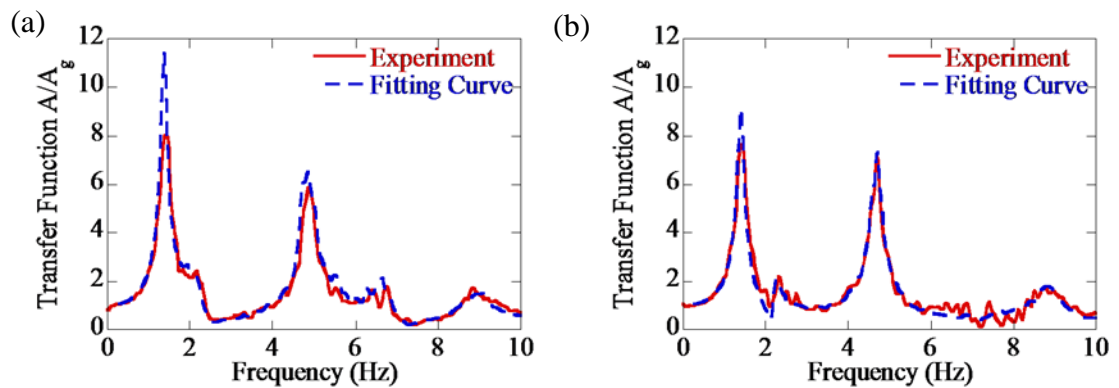 (a)
12
10
8
6
4
2
0
Transfer Function A/Ag
Experiment
Fitting Curve
0 2 4 6 8 10
Frequency (Hz)
(b)
12
10
8
6
4
2
0
Transfer Function A/Ag
Experiment
Fitting Curve
0 2 4 6 8 10
Frequency (Hz)